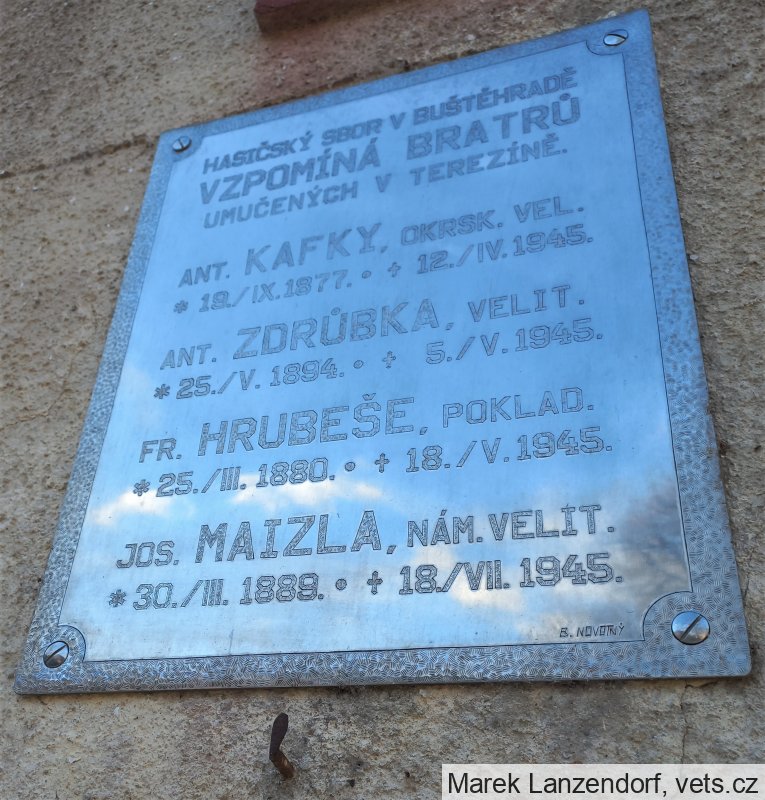 HASIČSKÝ SBOR V BUŠTĚHRADĚ
VZPOMÍNÁ BRATRŮ
UMUČENÝCH V TEREZÍNĚ.
ANT. KAFKY, OKRSK. VEL.
* 19./IX.1877. • ✝ 12./IV.1945.
ANT. ZDRŮBKA, VELIT.
* 25./V. 1894. • ✝ 5./V. 1945.
FR. HRUBEŠE, POKLAD.
* 25./III. 1880. • ✝ 18./V. 1945.
JOS. MAIZLA, NÁM.VELÍT.
* 30./III. 1889. • ✝ 18./VII. 1945.
B. NOVOTNÝ
Marek Lanzendorf, vets.cz